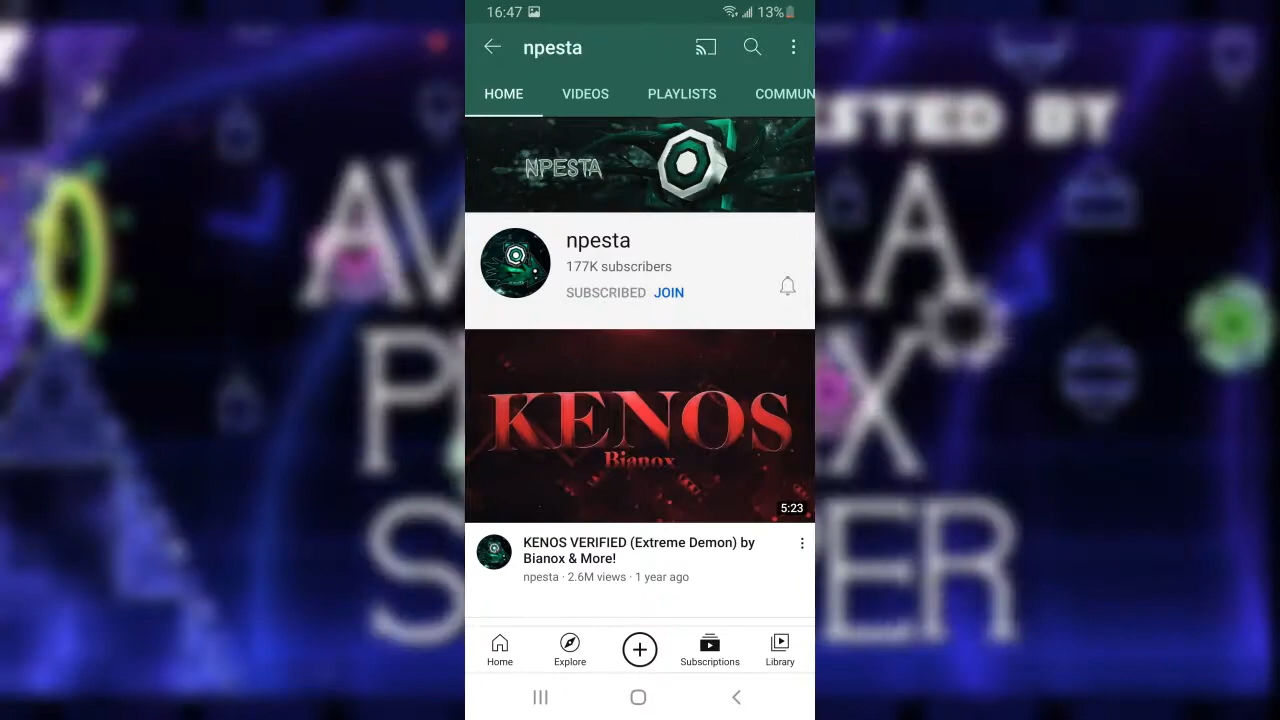 16:47 13%
npesta
HOME VIDEOS PLAYLISTS COMMUN
NPESTA
npesta
177K subscribers
SUBSCRIBED JOIN
KENOS
Bianox
5:23
KENOS VERIFIED (Extreme Demon) by
Bianox & More!
npesta · 2.6M views · 1 year ago
Home Explore Subscriptions Library
BY